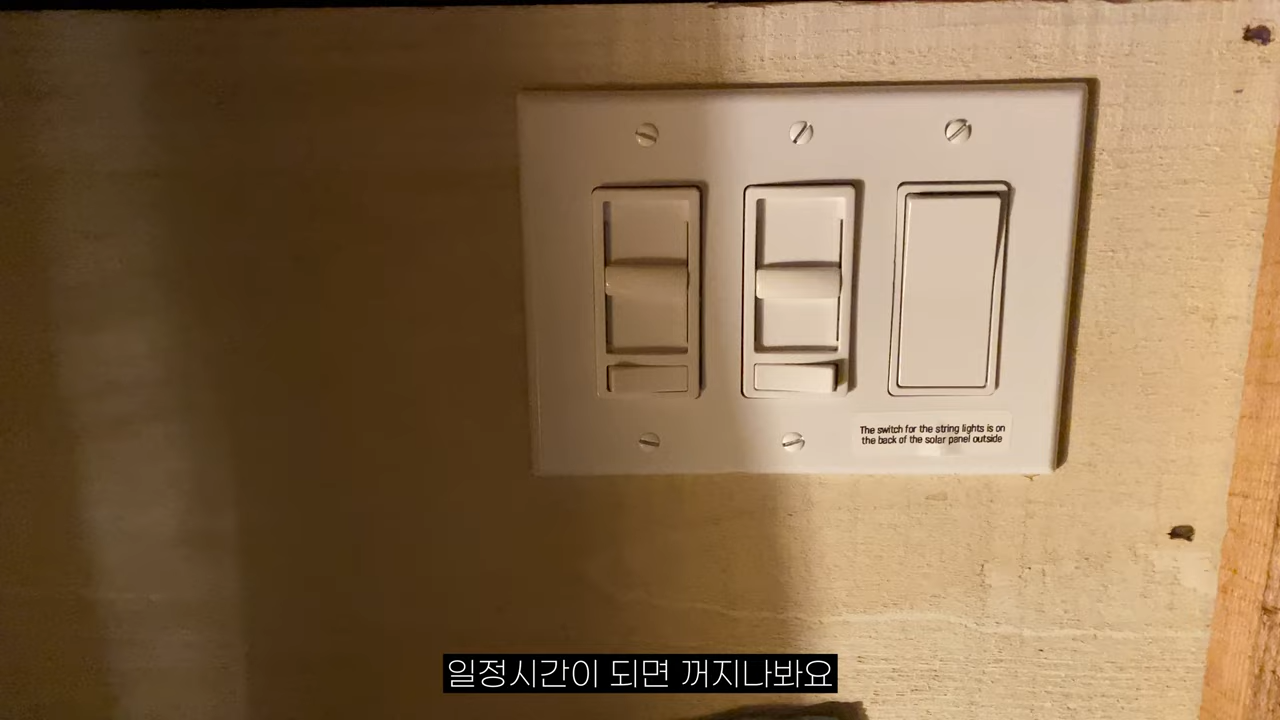 The switch for the string lights is on
the back of the solar panel outside
일정시간이 되면 꺼지나봐요